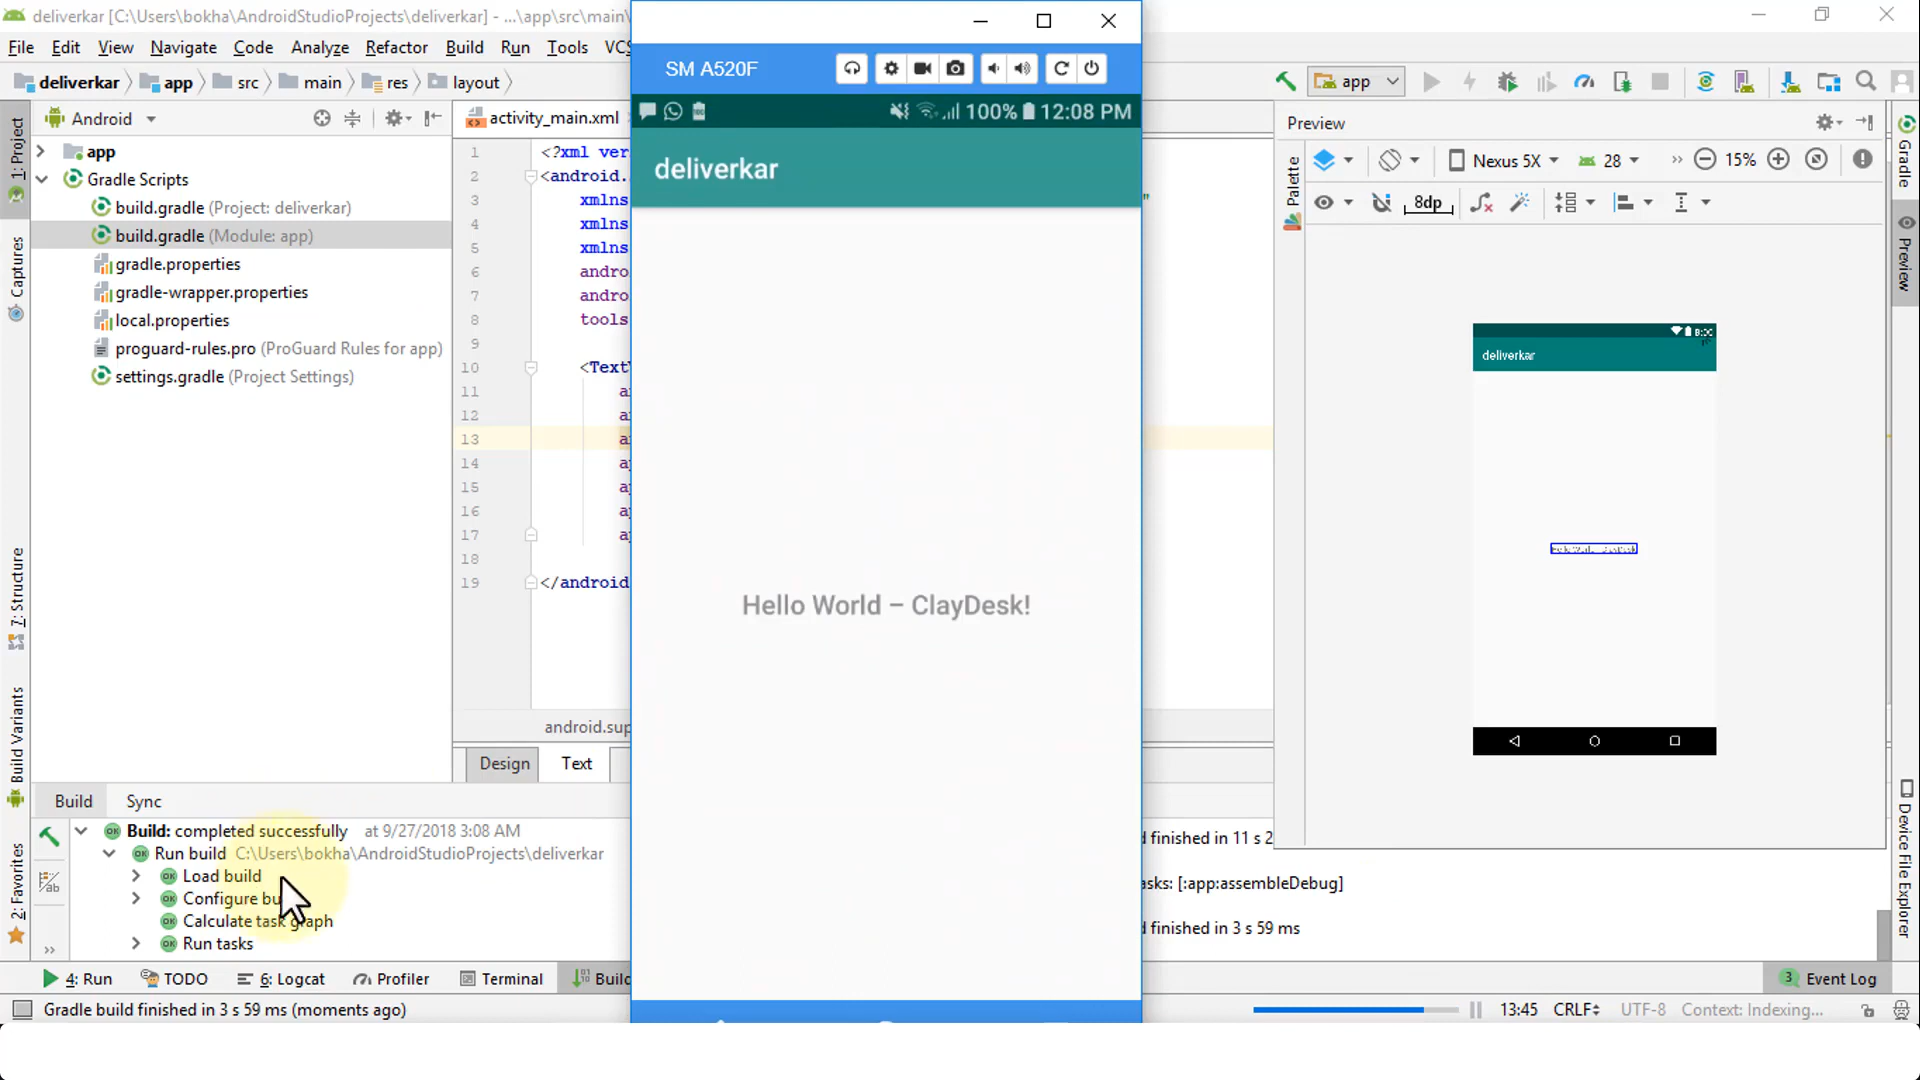 deliverkar [C:\Users\bokha\AndroidStudioProjects\deliverkar] - ...\app\src\main\
File Edit View Navigate Code Analyze Refactor Build Run Tools VCS
deliverkar app src main res layout
app
Android
activity_main.xml
1: Project
Captures
7: Structure
Build Variants
2: Favorites
app
Gradle Scripts
build.gradle (Project: deliverkar)
build.gradle (Module: app)
gradle.properties
gradle-wrapper.properties
local.properties
proguard-rules.pro (ProGuard Rules for app)
settings.gradle (Project Settings)
1 <?xml ver
2 <android.
3 xmlns "
4 xmlns
5 xmlns
6 andro
7 andro
8 tools
9
10 <Text
11
12
13
14
15
16
17
18
19 </android
android.sup
Design Text
SM A520F
100% 12:08 PM
deliverkar
Hello World – ClayDesk!
Preview
Palette
Nexus 5X 28 15%
8dp
8:00
deliverkar
Hello World - ClayDesk!
Gradle
Preview
Device File Explorer
Build Sync
Build: completed successfully at 9/27/2018 3:08 AM
Run build C:\Users\bokha\AndroidStudioProjects\deliverkar
Load build
Configure bu
Calculate task graph
Run tasks
d finished in 11 s 2
asks: [:app:assembleDebug]
d finished in 3 s 59 ms
4: Run TODO 6: Logcat Profiler Terminal Build
3 Event Log
Gradle build finished in 3 s 59 ms (moments ago)
13:45 CRLF UTF-8 Context: Indexing...